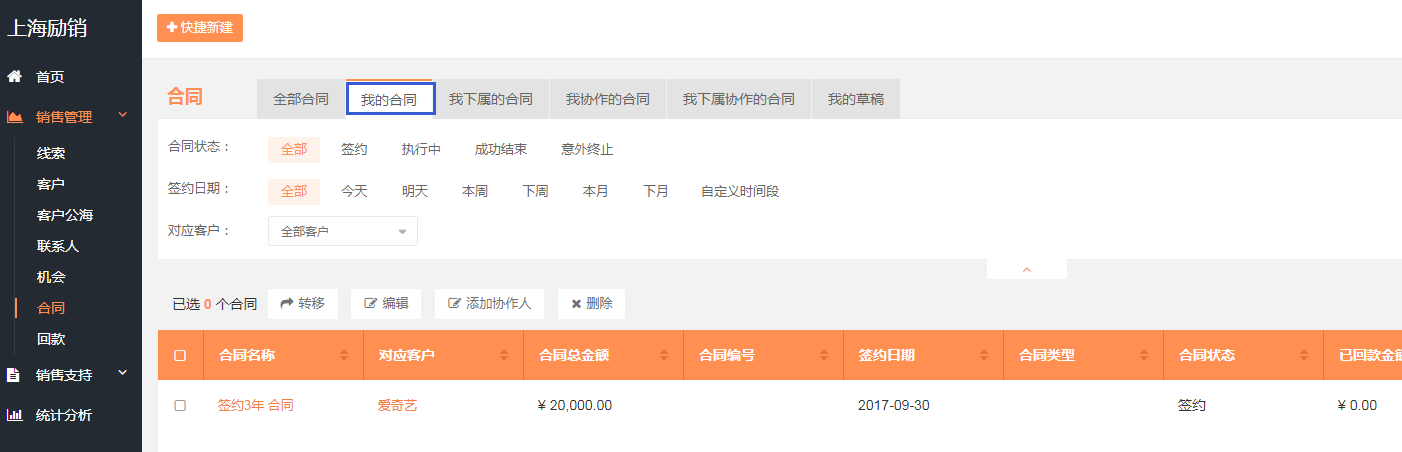 上海励销
快捷新建
首页
销售管理
线索
客户
客户公海
联系人
机会
合同
回款
销售支持
统计分析
合同 全部合同 我的合同 我下属的合同 我协作的合同 我下属协作的合同 我的草稿
合同状态： 全部 签约 执行中 成功结束 意外终止
签约日期： 全部 今天 明天 本周 下周 本月 下月 自定义时间段
对应客户： 全部客户
已选 0 个合同 转移 编辑 添加协作人 删除
合同名称 对应客户 合同总金额 合同编号 签约日期 合同类型 合同状态 已回款金
签约3年 合同 爱奇艺 ¥ 20,000.00 2017-09-30 签约 ¥ 0.00